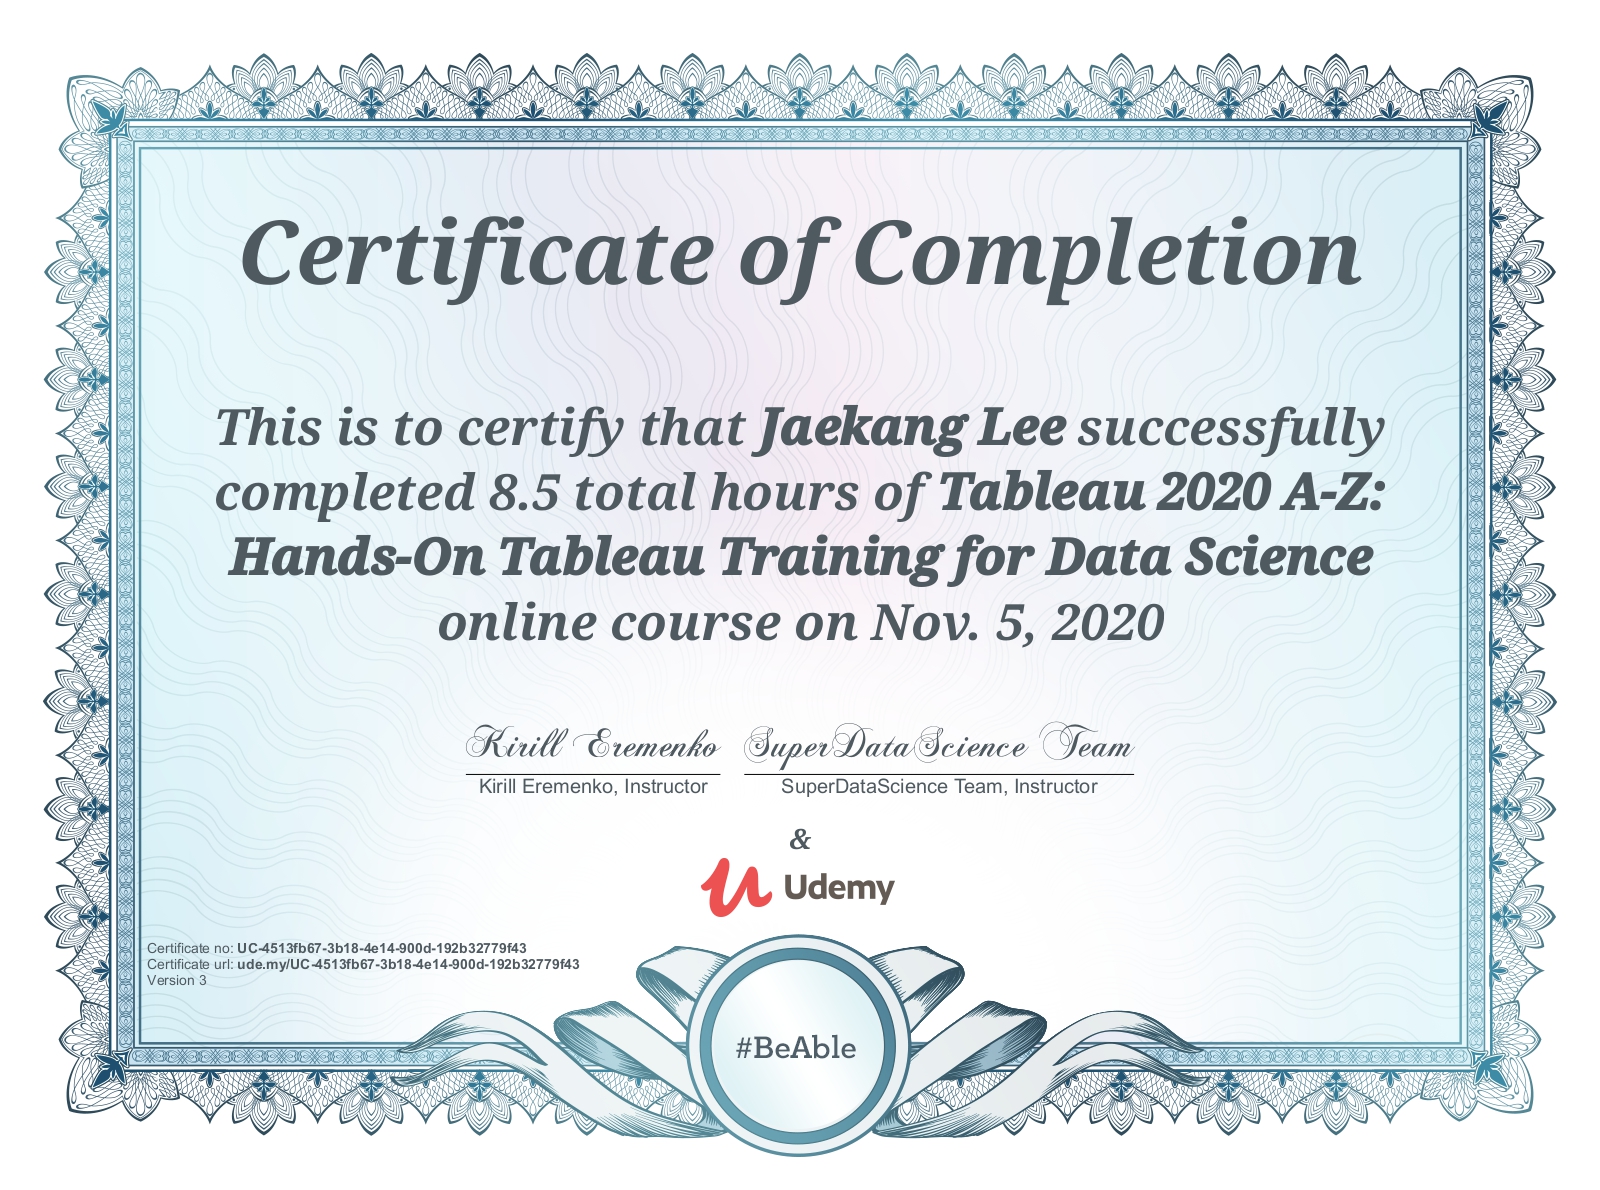 Certificate of Completion
This is to certify that Jaekang Lee successfully
completed 8.5 total hours of Tableau 2020 A-Z:
Hands-On Tableau Training for Data Science
online course on Nov. 5, 2020
Kirill Eremenko SuperDataScience Team
Kirill Eremenko, Instructor SuperDataScience Team, Instructor
&
Udemy
Certificate no: UC-4513fb67-3b18-4e14-900d-192b32779f43
Certificate url: ude.my/UC-4513fb67-3b18-4e14-900d-192b32779f43
Version 3
#BeAble